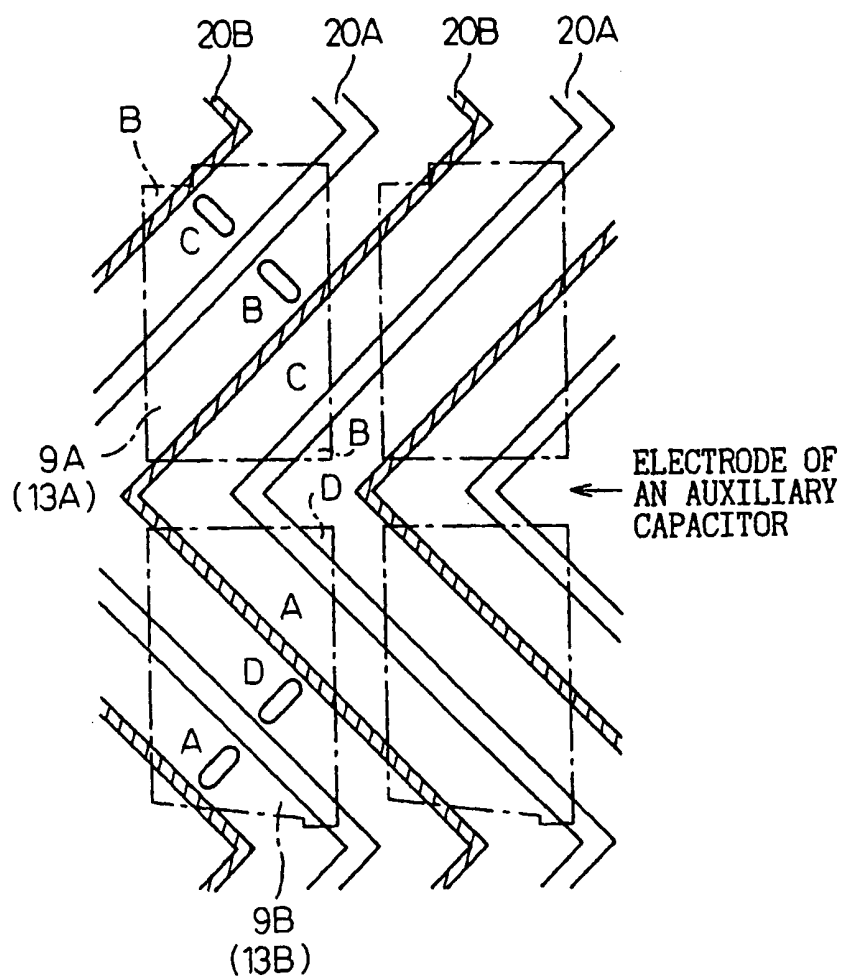 20B 20A 20B 20A
B
C
B
C
9A
(13A)
B
D
ELECTRODE OF
AN AUXILIARY
CAPACITOR
A
D
A
9B
(13B)